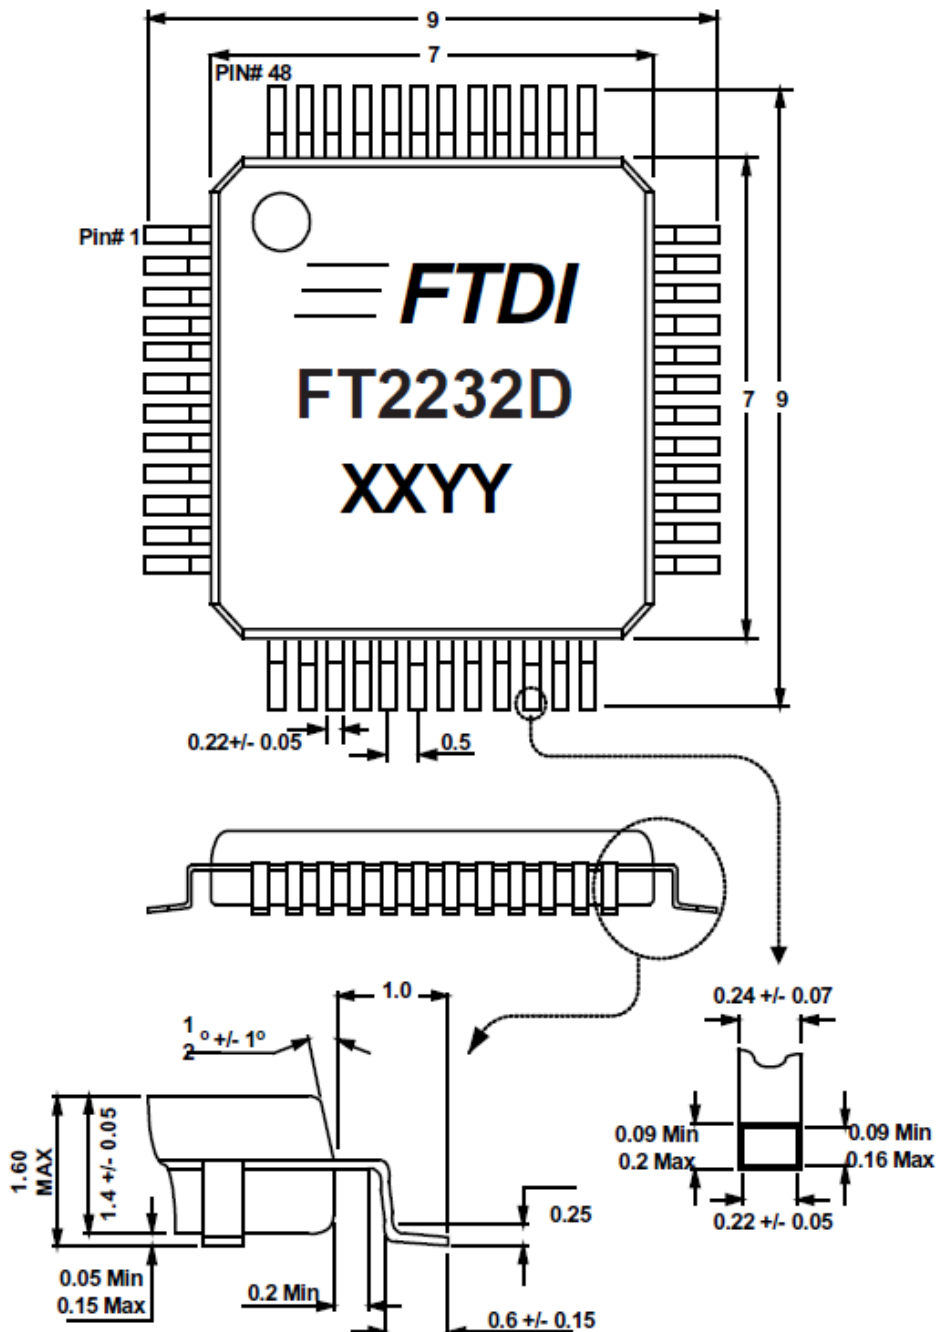 9
7
PIN# 48
Pin# 1
FTDI
FT2232D
XXYY
7 9
0.22+/- 0.05
0.5
1.0
0.24 +/- 0.07
1
2 º +/- 1º
1.60
MAX
1.4 +/- 0.05
0.25
0.09 Min
0.2 Max
0.09 Min
0.16 Max
0.22 +/- 0.05
0.05 Min
0.15 Max
0.2 Min
0.6 +/- 0.15